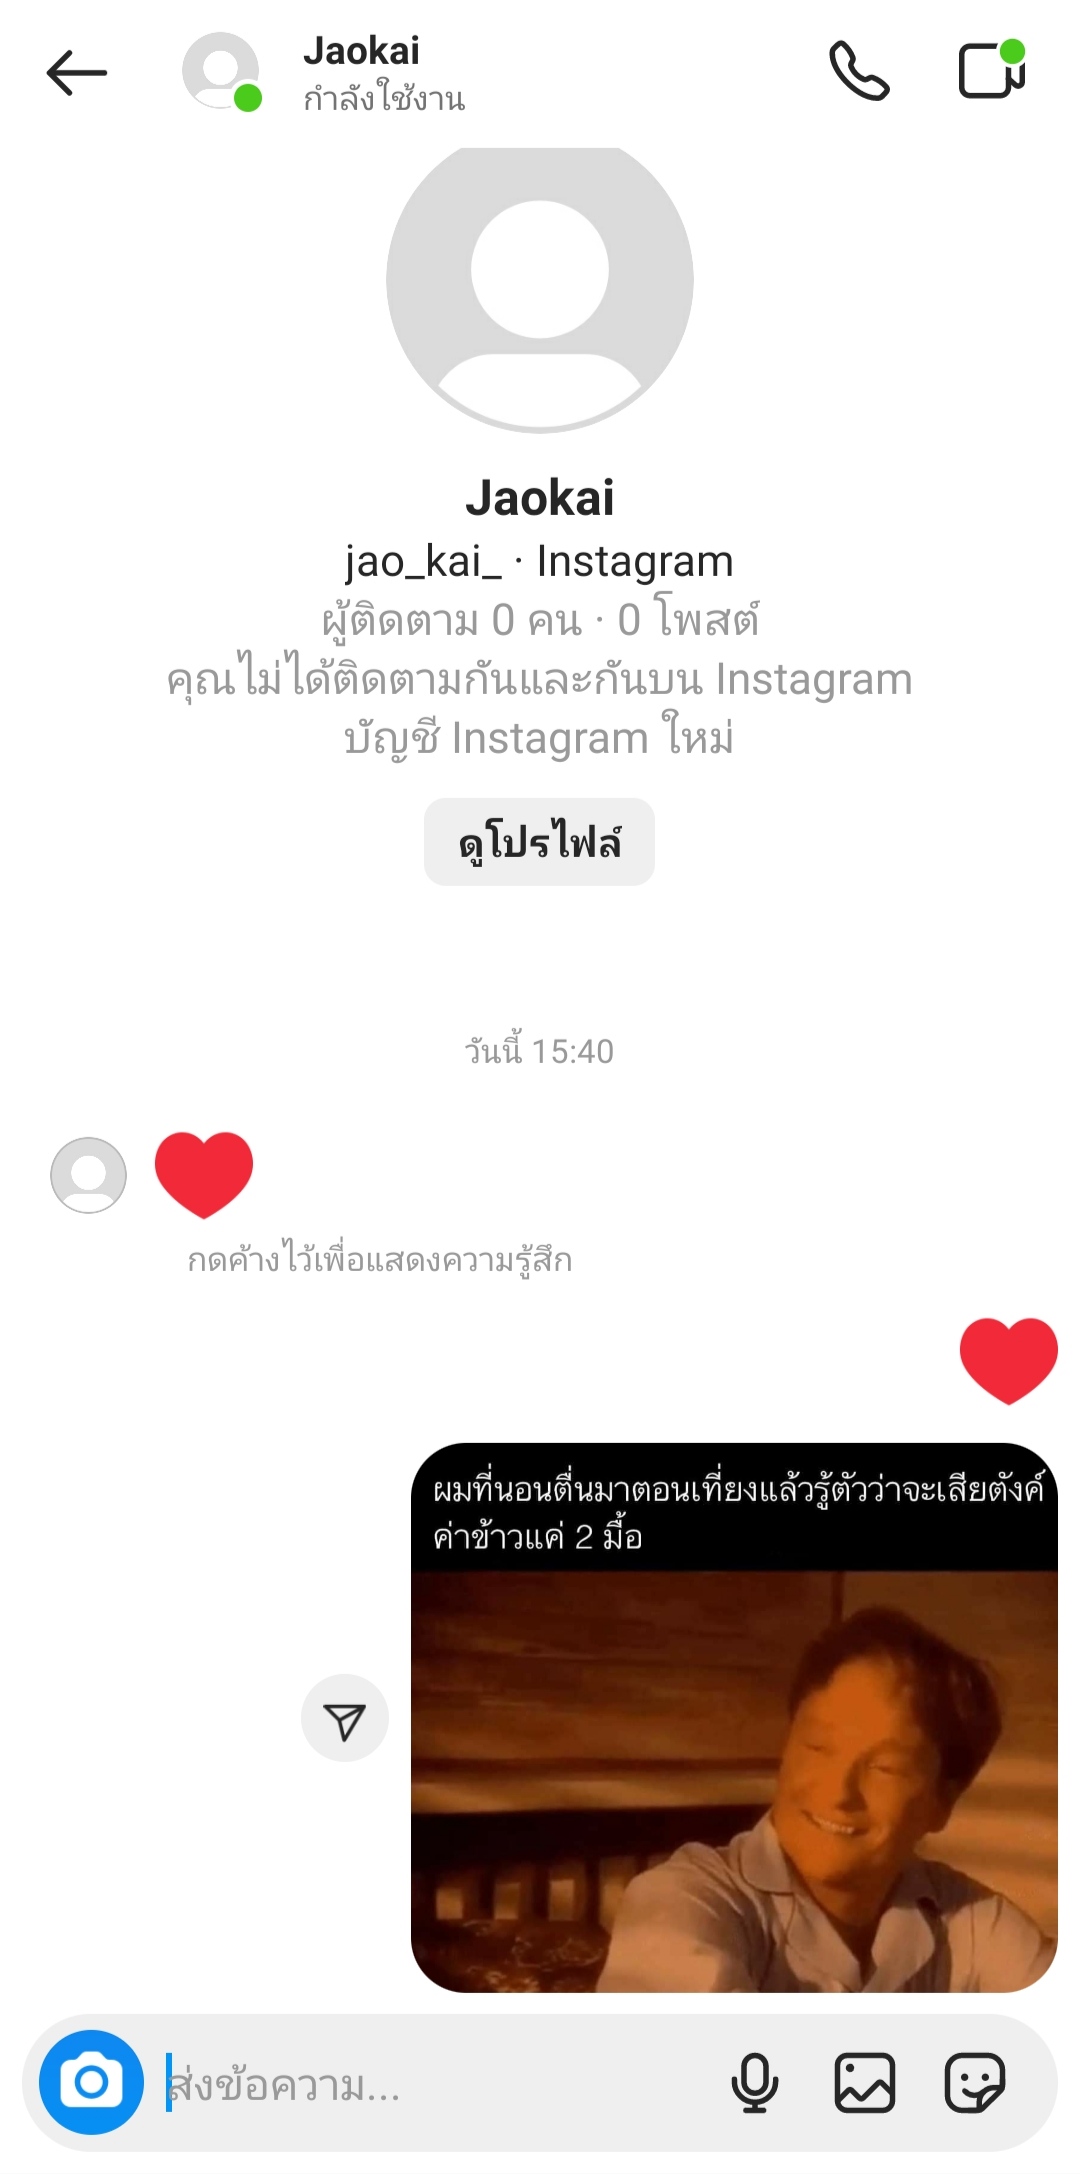 Jaokai
กำลังใช้งาน
Jaokai
jao_kai_ · Instagram
ผู้ติดตาม 0 คน · 0 โพสต์
คุณไม่ได้ติดตามกันและกันบน Instagram
บัญชี Instagram ใหม่
ดูโปรไฟล์
วันนี้ 15:40
กดค้างไว้เพื่อแสดงความรู้สึก
ผมที่นอนตื่นมาตอนเที่ยงแล้วรู้ตัวว่าจะเสียตังค์
ค่าข้าวแค่ 2 มื้อ
ส่งข้อความ...